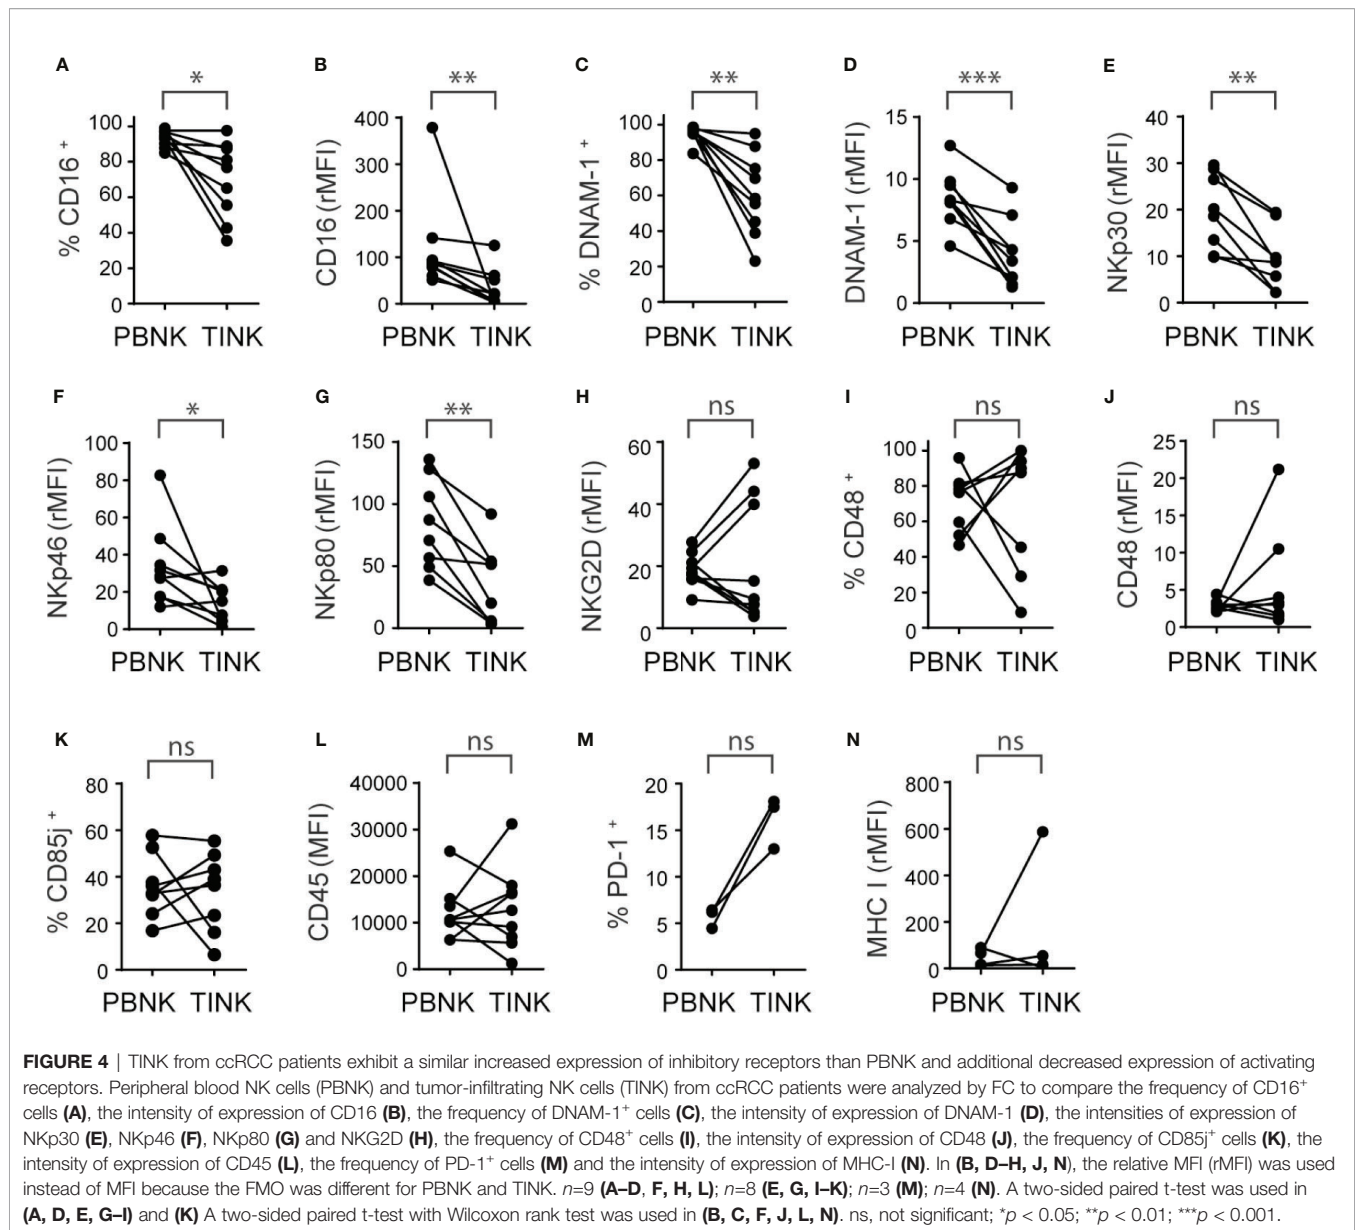 A
*
% CD16 +
100
80
60
40
20
0
PBNK TINK
B
**
CD16 (rMFI)
400
300
200
100
0
PBNK TINK
C
**
% DNAM-1 +
100
80
60
40
20
0
PBNK TINK
D
***
DNAM-1 (rMFI)
15
10
5
0
PBNK TINK
E
**
NKp30 (rMFI)
40
30
20
10
0
PBNK TINK
F
*
NKp46 (rMFI)
100
80
60
40
20
0
PBNK TINK
G
**
NKp80 (rMFI)
150
100
50
0
PBNK TINK
H
ns
NKG2D (rMFI)
60
40
20
0
PBNK TINK
I
ns
% CD48 +
100
80
60
40
20
0
PBNK TINK
J
ns
CD48 (rMFI)
25
20
15
10
5
0
PBNK TINK
K
ns
% CD85j +
80
60
40
20
0
PBNK TINK
L
ns
CD45 (MFI)
40000
30000
20000
10000
0
PBNK TINK
M
ns
% PD-1 +
20
15
10
5
0
PBNK TINK
N
ns
MHC I (rMFI)
800
600
400
200
0
PBNK TINK
FIGURE 4 | TINK from ccRCC patients exhibit a similar increased expression of inhibitory receptors than PBNK and additional decreased expression of activating
receptors. Peripheral blood NK cells (PBNK) and tumor-infiltrating NK cells (TINK) from ccRCC patients were analyzed by FC to compare the frequency of CD16+
cells (A), the intensity of expression of CD16 (B), the frequency of DNAM-1+ cells (C), the intensity of expression of DNAM-1 (D), the intensities of expression of
NKp30 (E), NKp46 (F), NKp80 (G) and NKG2D (H), the frequency of CD48+ cells (I), the intensity of expression of CD48 (J), the frequency of CD85j+ cells (K), the
intensity of expression of CD45 (L), the frequency of PD-1+ cells (M) and the intensity of expression of MHC-I (N). In (B, D–H, J, N), the relative MFI (rMFI) was used
instead of MFI because the FMO was different for PBNK and TINK. n=9 (A–D, F, H, L); n=8 (E, G, I–K); n=3 (M); n=4 (N). A two-sided paired t-test was used in
(A, D, E, G–I) and (K) A two-sided paired t-test with Wilcoxon rank test was used in (B, C, F, J, L, N). ns, not significant; *p < 0.05; **p < 0.01; ***p < 0.001.